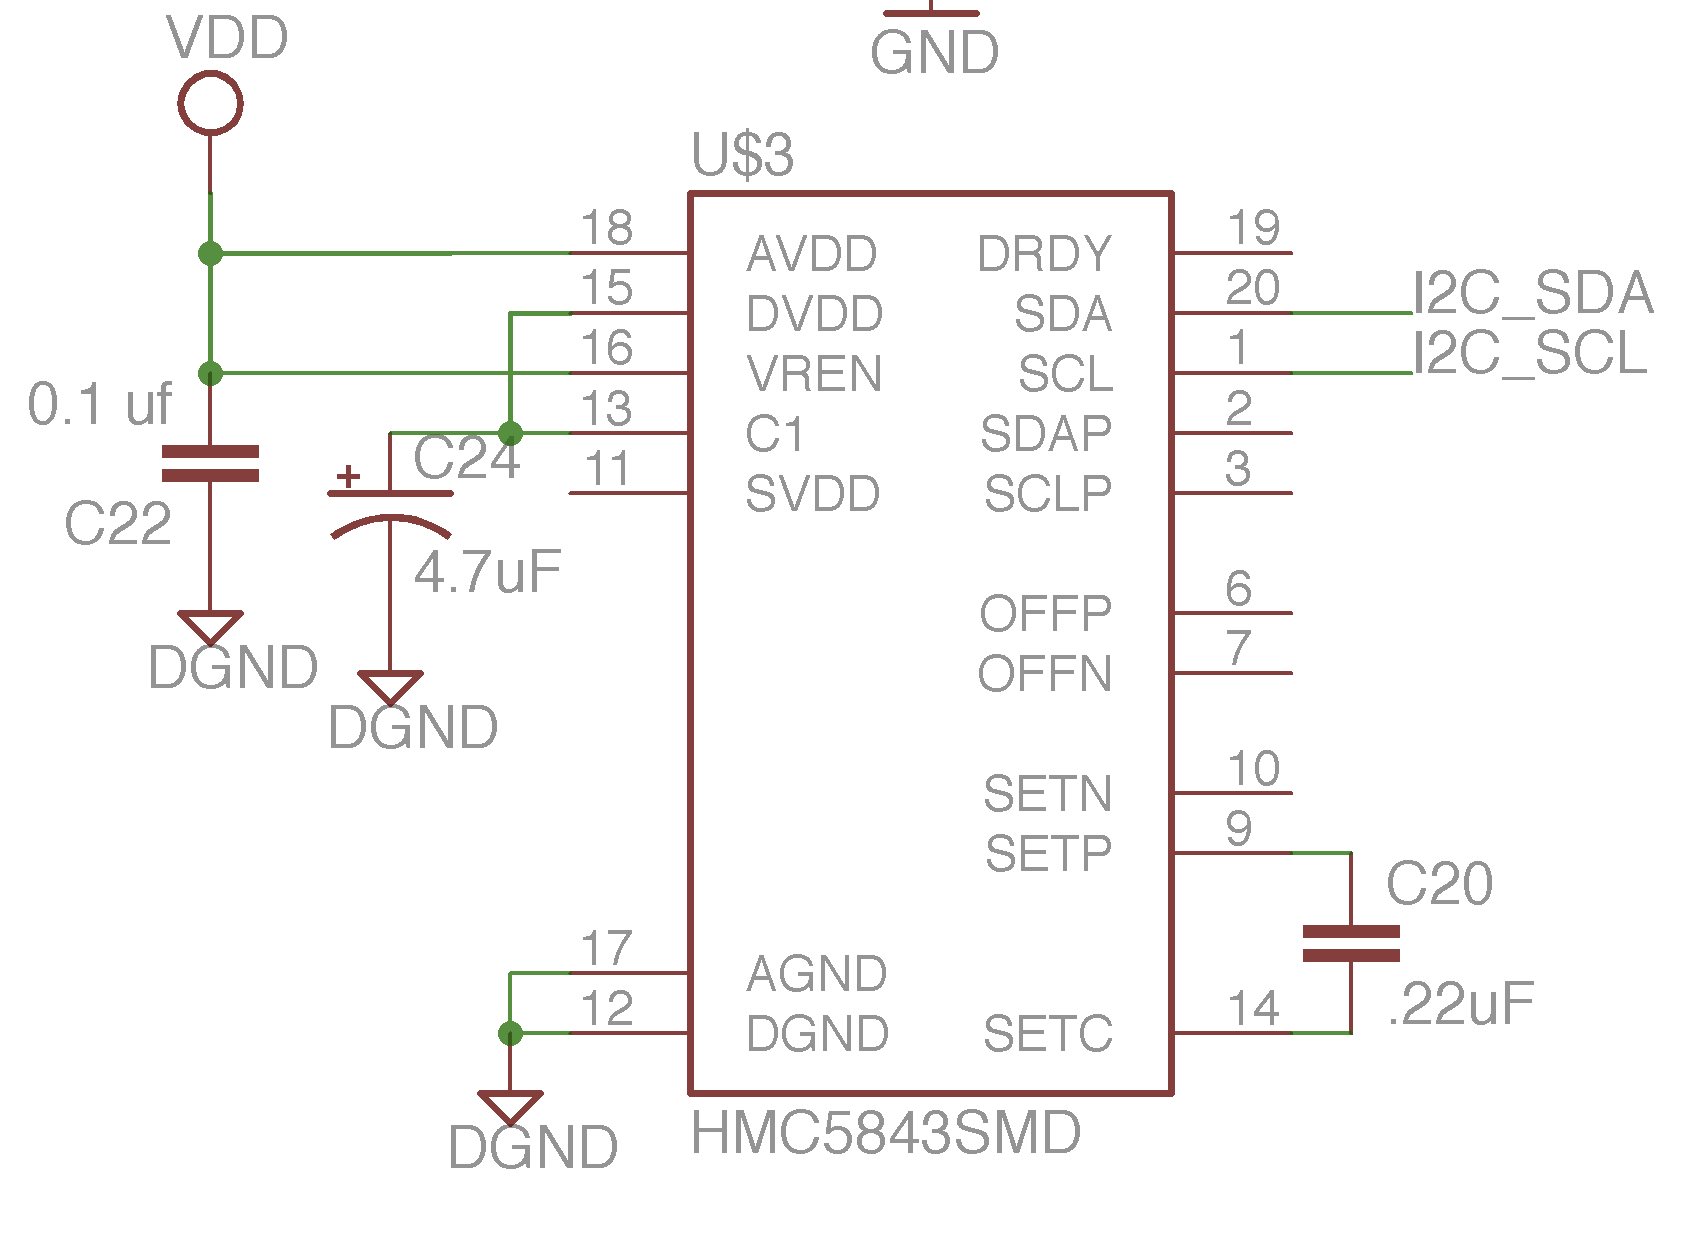 VDD
GND
U$3
18 AVDD DRDY 19
15 DVDD SDA 20 I2C_SDA
16 VREN SCL 1 I2C_SCL
0.1 uf
13 C1 SDAP 2
C24
+
11 SVDD SCLP 3
C22
4.7uF
6 OFFP
DGND
7 OFFN
DGND
10 SETN
9 SETP
C20
17 AGND
.22uF
12 DGND SETC 14
DGND
HMC5843SMD